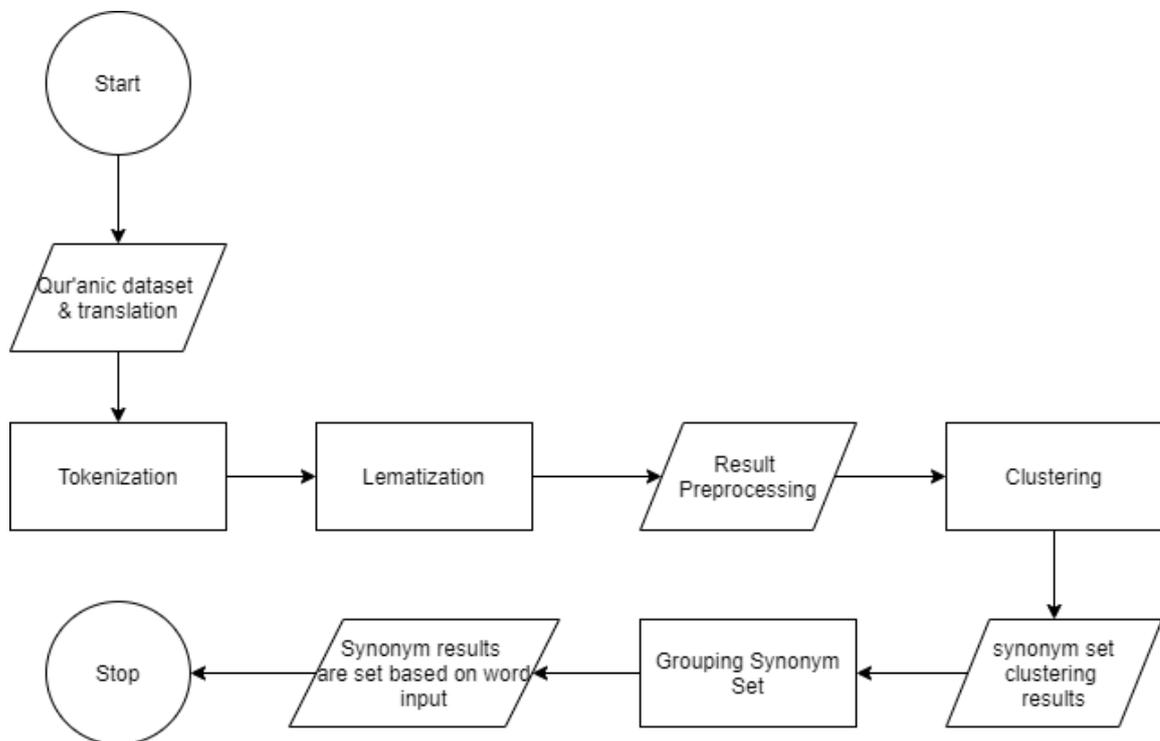 Start
Qur'anic dataset
& translation
Tokenization
Lematization
Result
Preprocessing
Clustering
synonym set
clustering
results
Grouping Synonym
Set
Synonym results
are set based on word
input
Stop